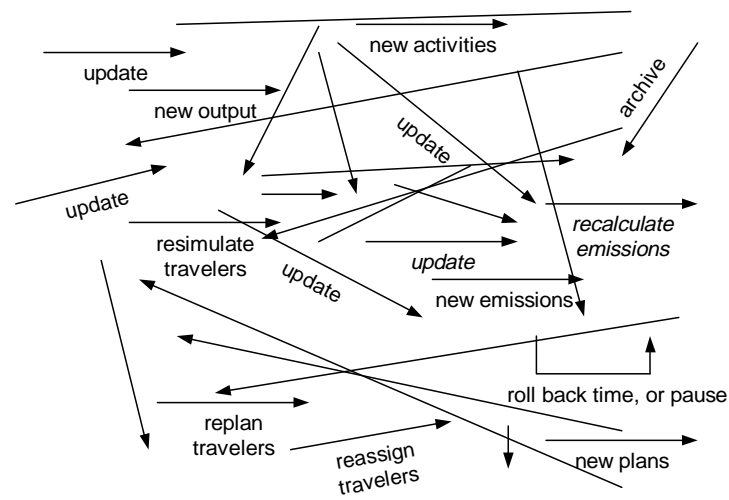 new activities
update
archive
new output
update
update
recalculate
emissions
resimulate
travelers
update
update
new emissions
roll back time, or pause
replan
travelers
reassign
travelers
new plans